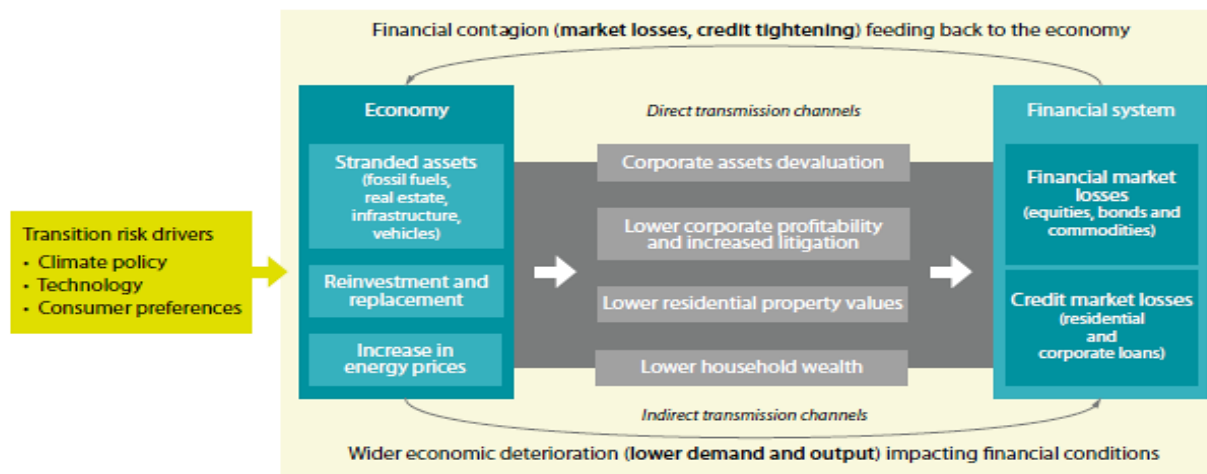 Financial contagion (market losses, credit tightening) feeding back to the economy
Economy
Direct transmission channels
Financial system
Stranded assets
(fossil fuels,
real estate,
infrastructure,
vehicles)
Reinvestment and
replacement
Increase in
energy prices
Corporate assets devaluation
Lower corporate profitability
and increased litigation
Lower residential property values
Lower household wealth
Financial market
losses
(equities, bonds and
commodities)
Credit market losses
(residential
and
corporate loans)
Transition risk drivers
• Climate policy
• Technology
• Consumer preferences
Indirect transmission channels
Wider economic deterioration (lower demand and output) impacting financial conditions